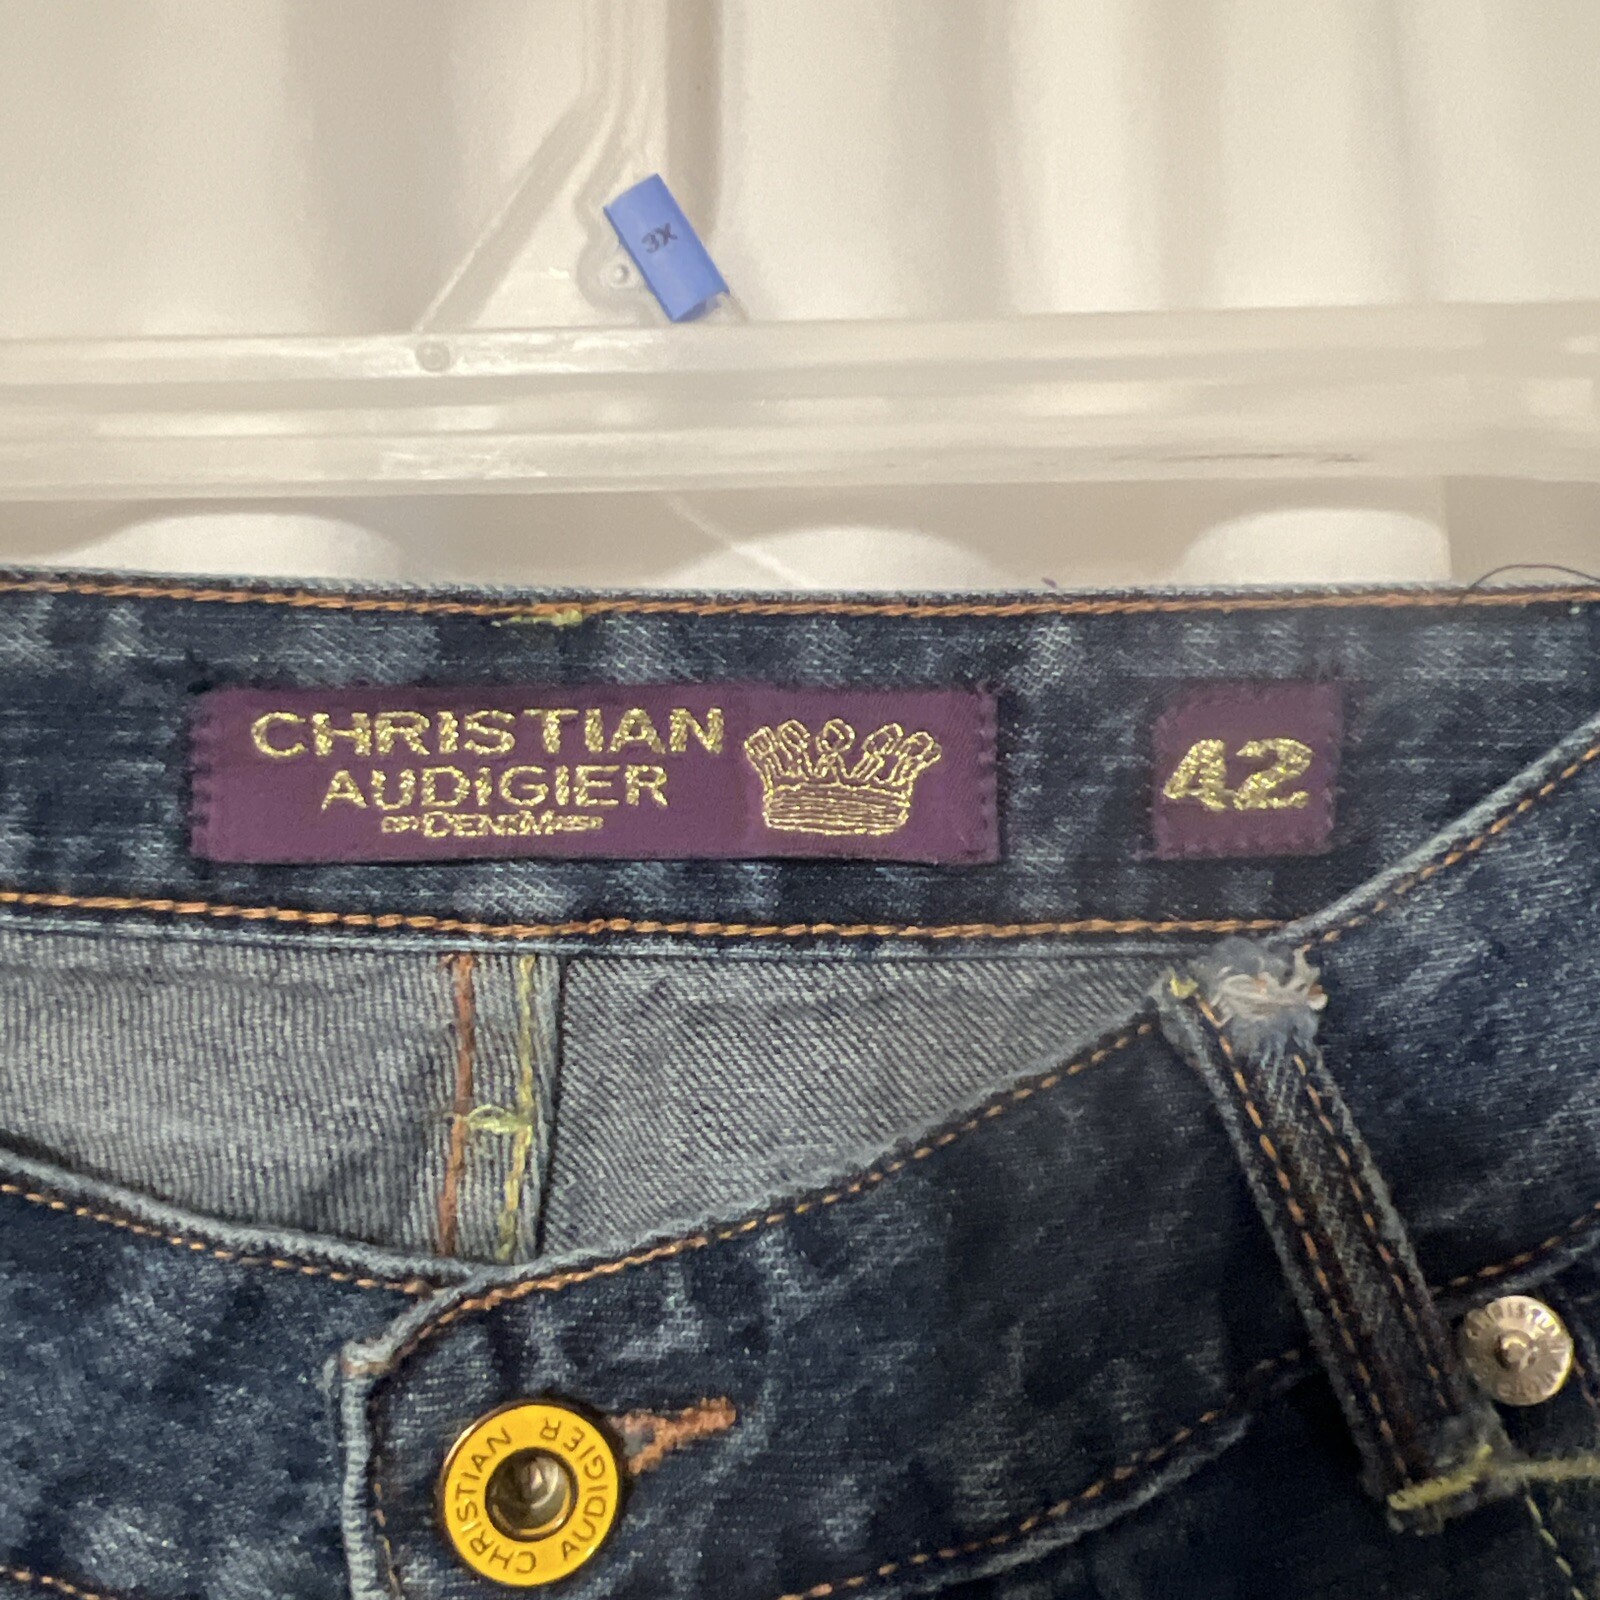 3X
CHRISTIAN
AUDIGIER
DENIM
42
CHRISTIAN AUDIGIER
CHRISTIAN